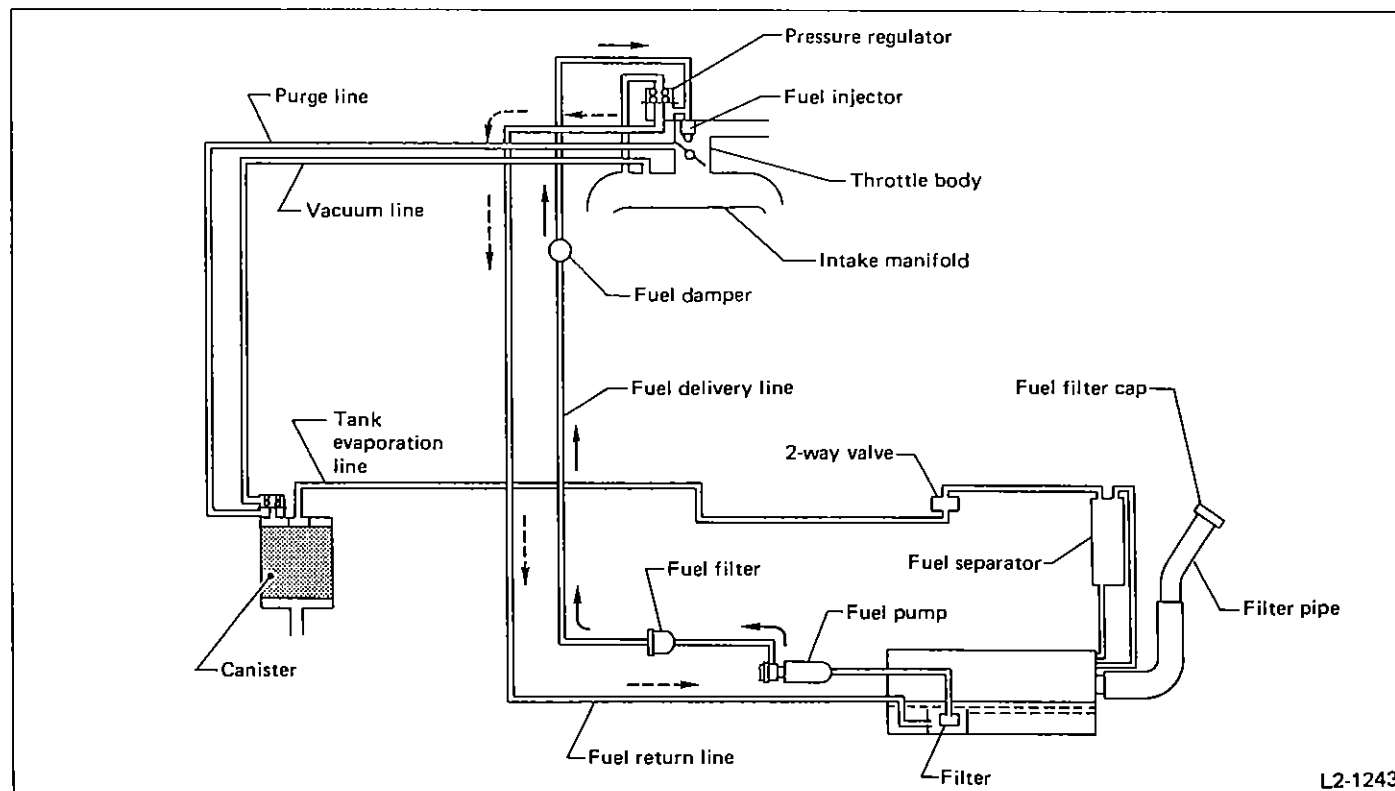 Pressure regulator
Purge line
Fuel injector
Throttle body
Vacuum line
Intake manifold
Fuel damper
Fuel delivery line
Fuel filter cap
Tank
evaporation
line
2-way valve
Fuel filter
Fuel separator
Fuel pump
Filter pipe
Canister
Fuel return line
Filter
L2-1243